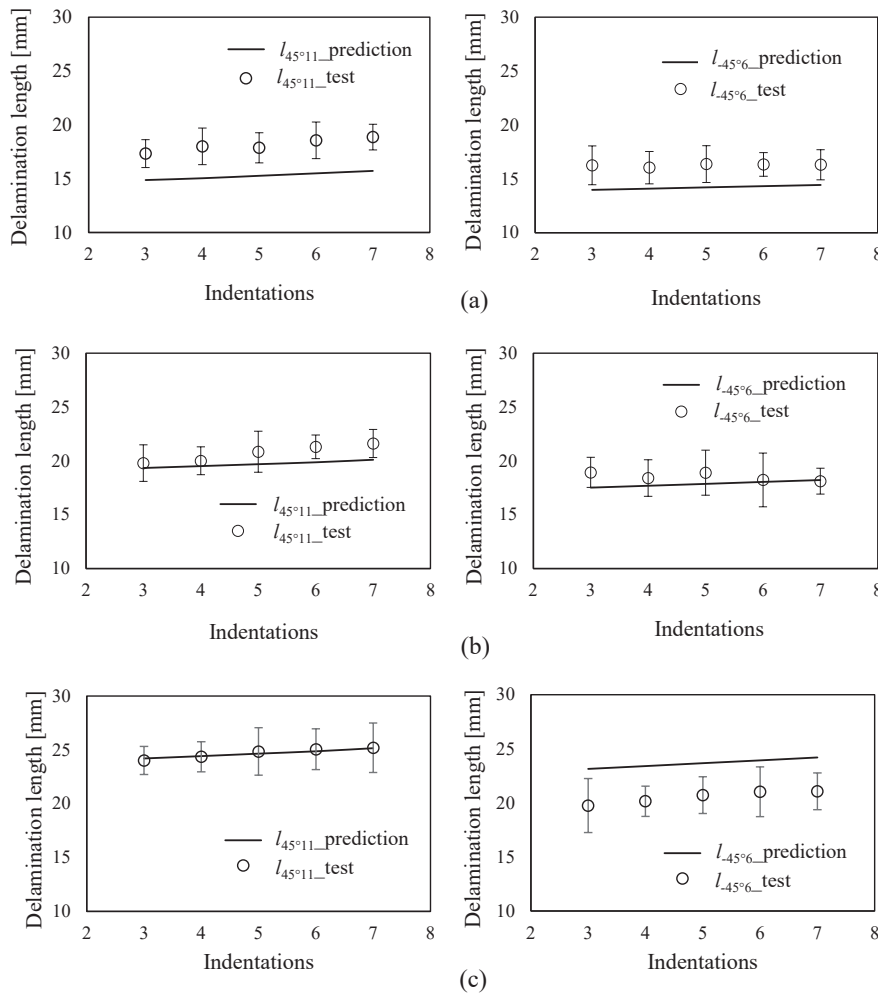 Delamination length [mm]
30
25
20
15
10
2 3 4 5 6 7 8
Indentations
l45°11_prediction
l45°11_test
Delamination length [mm]
30
25
20
15
10
2 3 4 5 6 7 8
Indentations
l-45°6_prediction
l-45°6_test
(a)
Delamination length [mm]
30
25
20
15
10
2 3 4 5 6 7 8
Indentations
l45°11_prediction
l45°11_test
Delamination length [mm]
30
25
20
15
10
2 3 4 5 6 7 8
Indentations
l-45°6_prediction
l-45°6_test
(b)
Delamination length [mm]
30
25
20
15
10
2 3 4 5 6 7 8
Indentations
l45°11_prediction
l45°11_test
Delamination length [mm]
30
25
20
15
10
2 3 4 5 6 7 8
Indentations
l-45°6_prediction
l-45°6_test
(c)